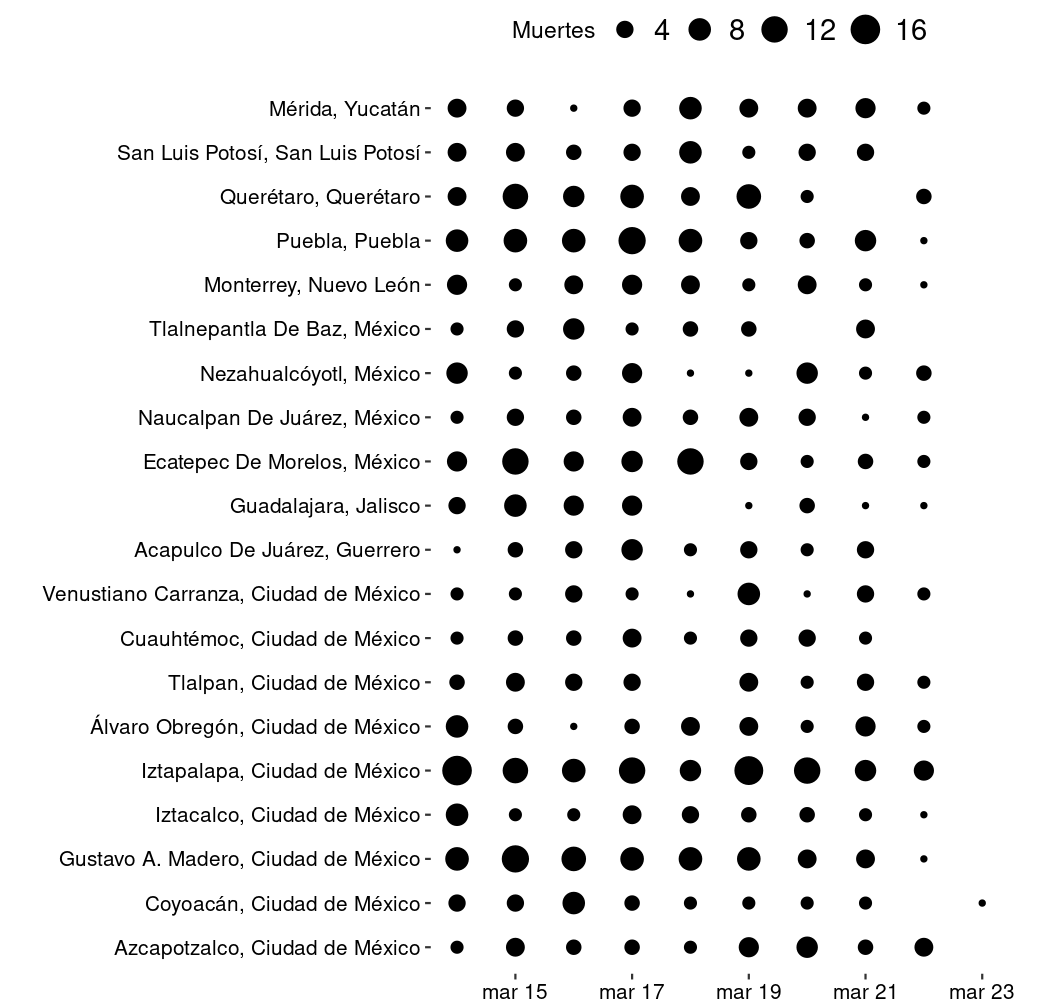 Muertes 4 8 12 16
Mérida, Yucatán
San Luis Potosí, San Luis Potosí
Querétaro, Querétaro
Puebla, Puebla
Monterrey, Nuevo León
Tlalnepantla De Baz, México
Nezahualcóyotl, México
Naucalpan De Juárez, México
Ecatepec De Morelos, México
Guadalajara, Jalisco
Acapulco De Juárez, Guerrero
Venustiano Carranza, Ciudad de México
Cuauhtémoc, Ciudad de México
Tlalpan, Ciudad de México
Álvaro Obregón, Ciudad de México
Iztapalapa, Ciudad de México
Iztacalco, Ciudad de México
Gustavo A. Madero, Ciudad de México
Coyoacán, Ciudad de México
Azcapotzalco, Ciudad de México
mar 15 mar 17 mar 19 mar 21 mar 23